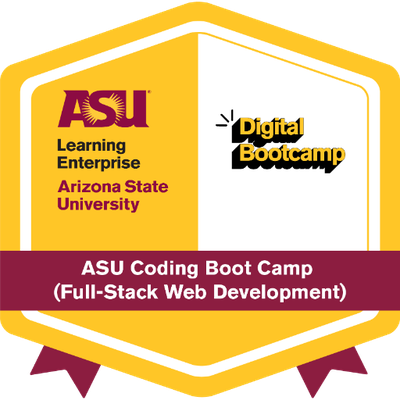 ASU
Learning
Enterprise
Arizona State
University
Digital
Bootcamp
ASU Coding Boot Camp
(Full-Stack Web Development)